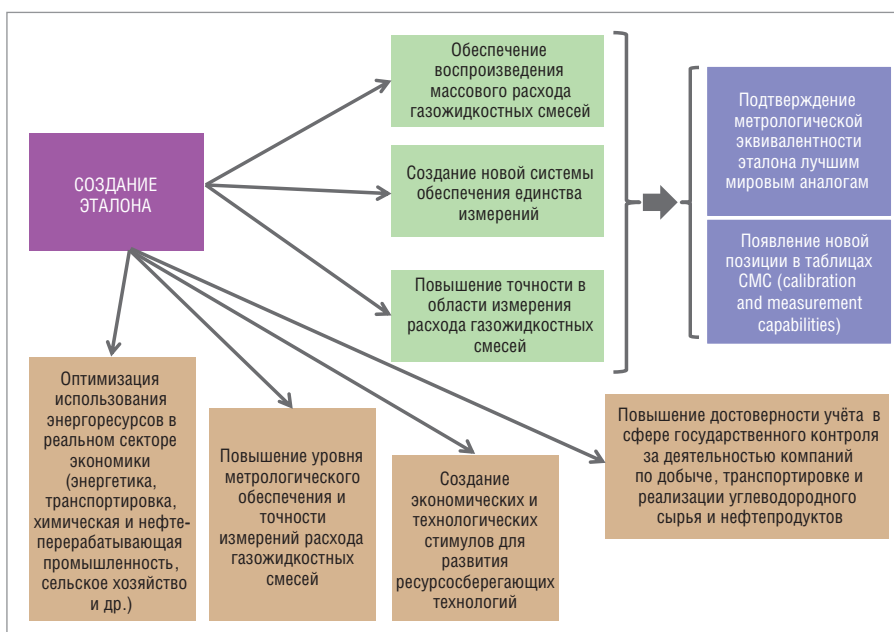 СОЗДАНИЕ
ЭТАЛОНА
Обеспечение
воспроизведения
массового расхода
газожидкостных смесей
Создание новой системы
обеспечения единства
измерений
Повышение точности в
области измерения
расхода газожидкостных
смесей
Подтверждение
метрологической
эквивалентности
эталона лучшим
мировым аналогам
Появление новой
позиции в таблицах
СМС (calibration
and measurement
capabilities)
Оптимизация
использования
энергоресурсов в
реальном секторе
экономики
(энергетика,
транспортировка,
химическая и нефте-
перерабатывающая
промышленность,
сельское хозяйство
и др.)
Повышение уровня
метрологического
обеспечения и
точности
измерений расхода
газожидкостных
смесей
Создание
экономических и
технологических
стимулов для
развития
ресурсосберегающих
технологий
Повышение достоверности учёта в
сфере государственного контроля
за деятельностью компаний
по добыче, транспортировке и
реализации углеводородного
сырья и нефтепродуктов